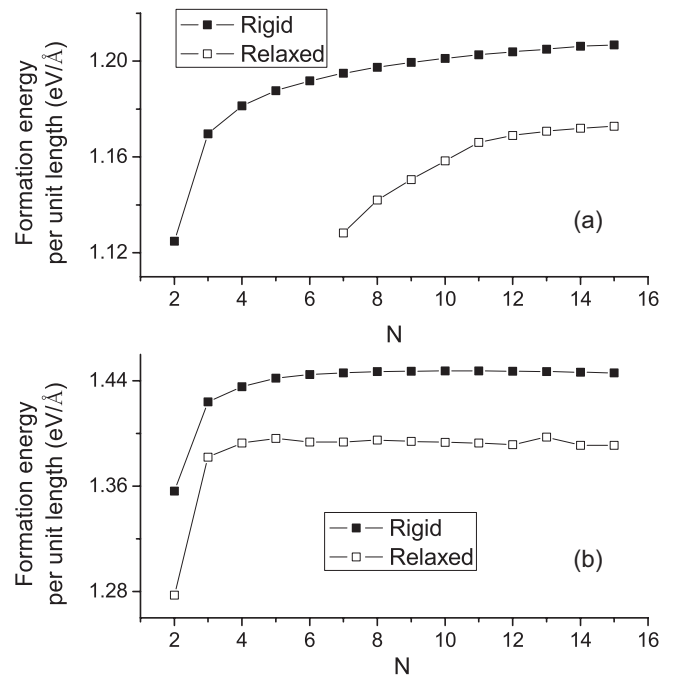 Rigid
Relaxed
Formation energy
per unit length (eV/Å)
1.20
1.16
1.12
(a)
2 4 6 8 10 12 14 16
N
Formation energy
per unit length (eV/Å)
1.44
1.36
1.28
Rigid
Relaxed
(b)
2 4 6 8 10 12 14 16
N